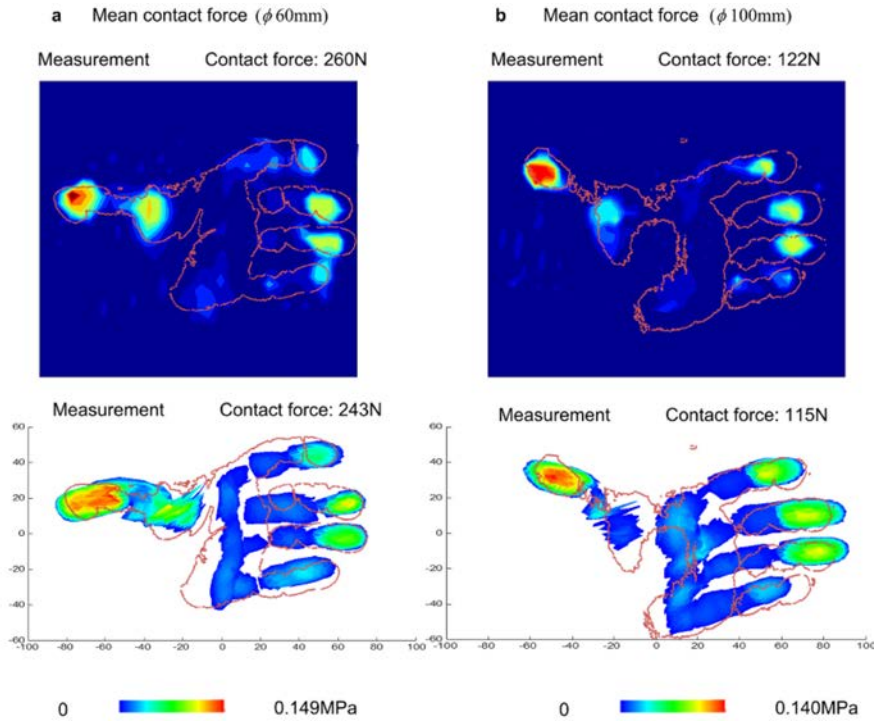 a Mean contact force (ϕ60mm)
b Mean contact force (ϕ100mm)
Measurement Contact force: 260N
Measurement Contact force: 122N
Measurement Contact force: 243N
Measurement Contact force: 115N
60
40
20
0
-20
-40
-60
-100 -80 -60 -40 -20 0 20 40 60 80 100
60
40
20
0
-20
-40
-60
-100 -80 -60 -40 -20 0 20 40 60 80 100
0 0.149MPa
0 0.140MPa